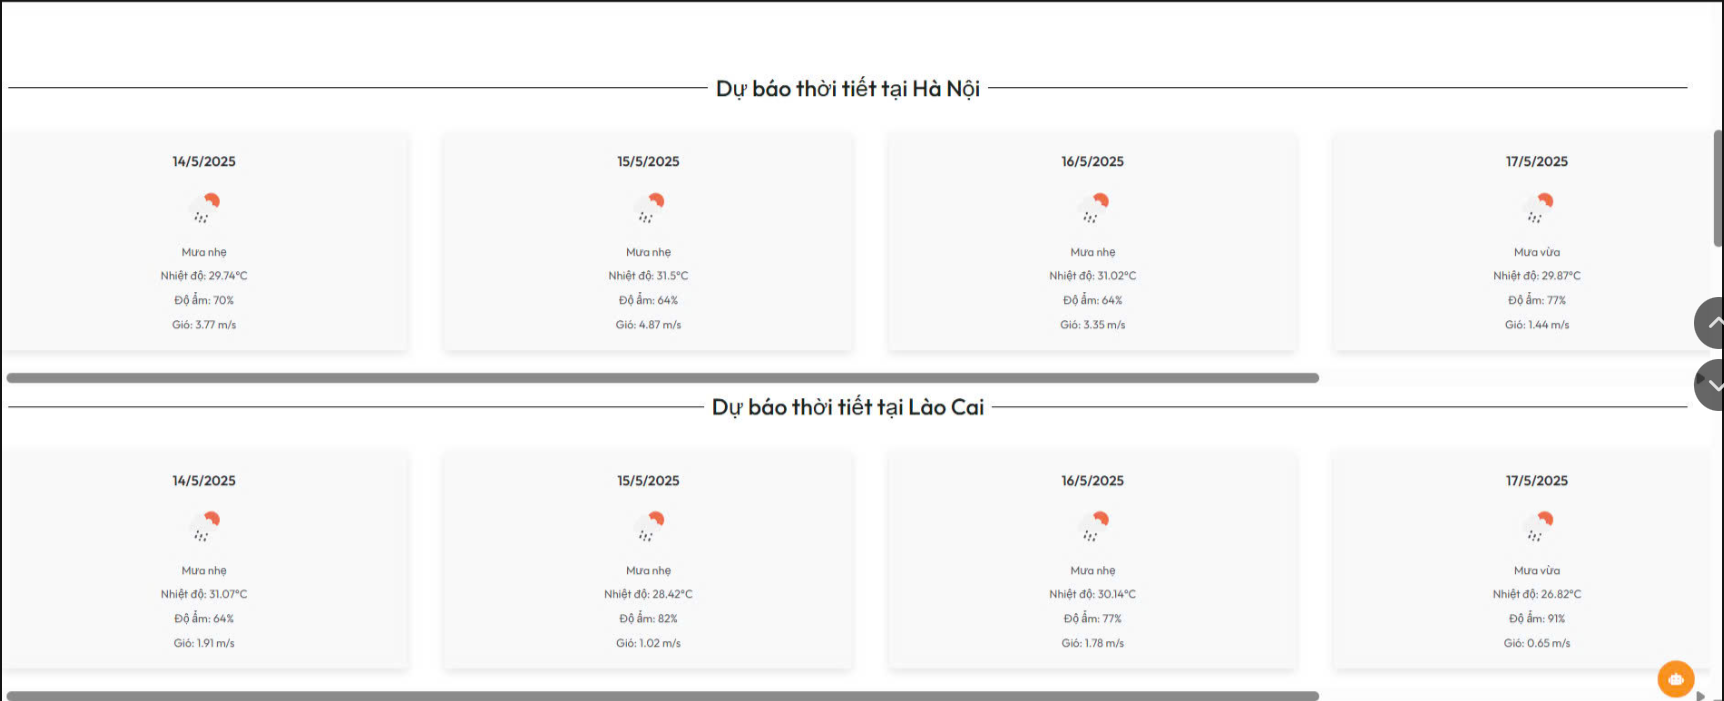 Dự báo thời tiết tại Hà Nội
14/5/2025
Mưa nhẹ
Nhiệt độ: 29.74°C
Độ ẩm: 70%
Gió: 3.77 m/s
15/5/2025
Mưa nhẹ
Nhiệt độ: 31.5°C
Độ ẩm: 64%
Gió: 4.87 m/s
16/5/2025
Mưa nhẹ
Nhiệt độ: 31.02°C
Độ ẩm: 64%
Gió: 3.35 m/s
17/5/2025
Mưa vừa
Nhiệt độ: 29.87°C
Độ ẩm: 77%
Gió: 1.44 m/s
Dự báo thời tiết tại Lào Cai
14/5/2025
Mưa nhẹ
Nhiệt độ: 31.07°C
Độ ẩm: 64%
Gió: 1.91 m/s
15/5/2025
Mưa nhẹ
Nhiệt độ: 28.42°C
Độ ẩm: 82%
Gió: 1.02 m/s
16/5/2025
Mưa nhẹ
Nhiệt độ: 30.14°C
Độ ẩm: 77%
Gió: 1.78 m/s
17/5/2025
Mưa vừa
Nhiệt độ: 26.82°C
Độ ẩm: 91%
Gió: 0.65 m/s